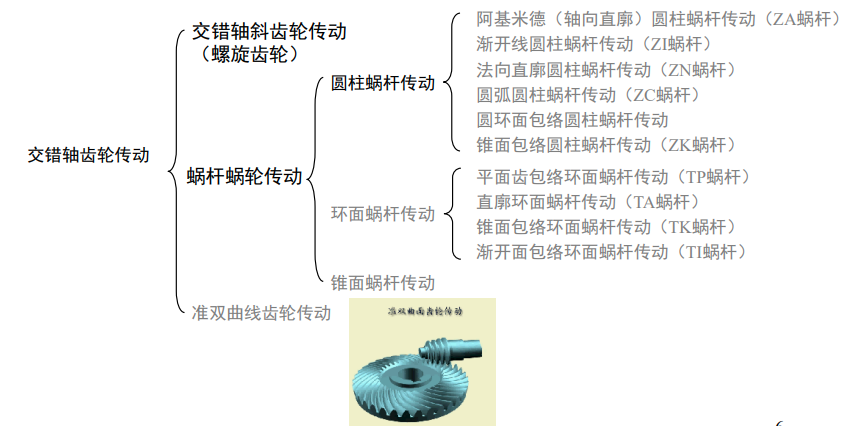 交错轴齿轮传动
交错轴斜齿轮传动
（螺旋齿轮）
蜗杆蜗轮传动
圆柱蜗杆传动
阿基米德（轴向直廓）圆柱蜗杆传动（ZA蜗杆）
渐开线圆柱蜗杆传动（ZI蜗杆）
法向直廓圆柱蜗杆传动（ZN蜗杆）
圆弧圆柱蜗杆传动（ZC蜗杆）
圆环面包络圆柱蜗杆传动
锥面包络圆柱蜗杆传动（ZK蜗杆）
环面蜗杆传动
平面齿包络环面蜗杆传动（TP蜗杆）
直廓环面蜗杆传动（TA蜗杆）
锥面包络环面蜗杆传动（TK蜗杆）
渐开面包络环面蜗杆传动（TI蜗杆）
锥面蜗杆传动
准双曲线齿轮传动
准双曲面齿轮传动